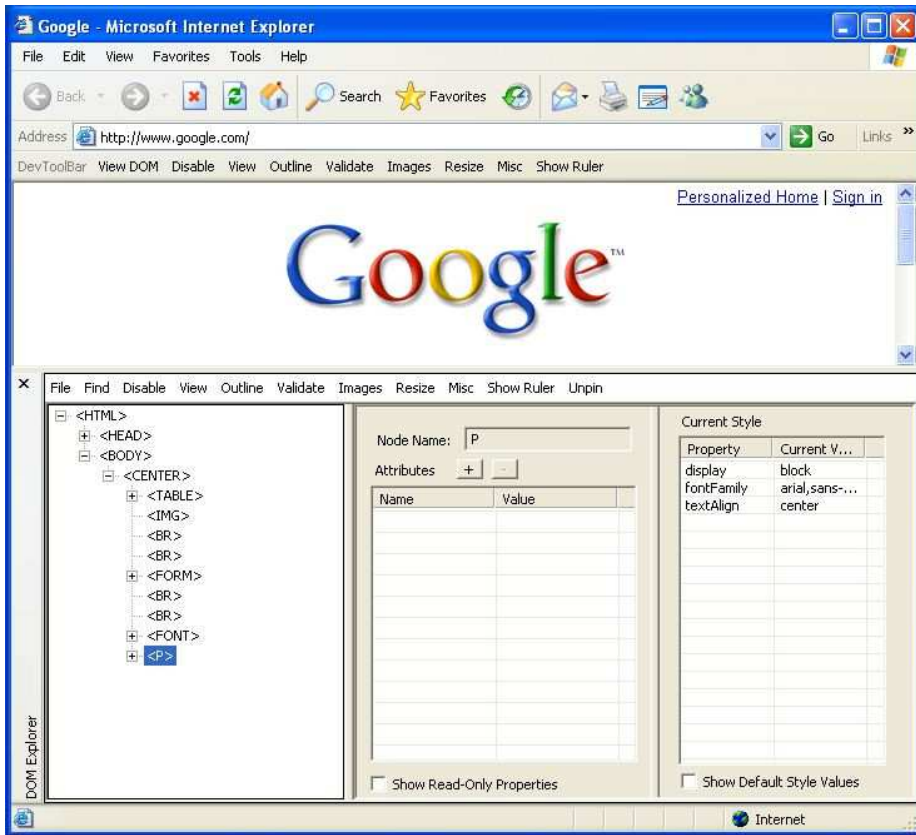 Google - Microsoft Internet Explorer
File Edit View Favorites Tools Help
Back Search Favorites
Address http://www.google.com/ Go Links »
DevToolBar View DOM Disable View Outline Validate Images Resize Misc Show Ruler
Personalized Home | Sign in
Google™
File Find Disable View Outline Validate Images Resize Misc Show Ruler Unpin
<HTML>
<HEAD>
<BODY>
<CENTER>
<TABLE>
<IMG>
<BR>
<BR>
<FORM>
<BR>
<BR>
<FONT>
<P>
DOM Explorer
Node Name: P
Attributes + -
Name Value
Show Read-Only Properties
Current Style
Property Current V...
display block
fontFamily arial,sans-...
textAlign center
Show Default Style Values
Internet